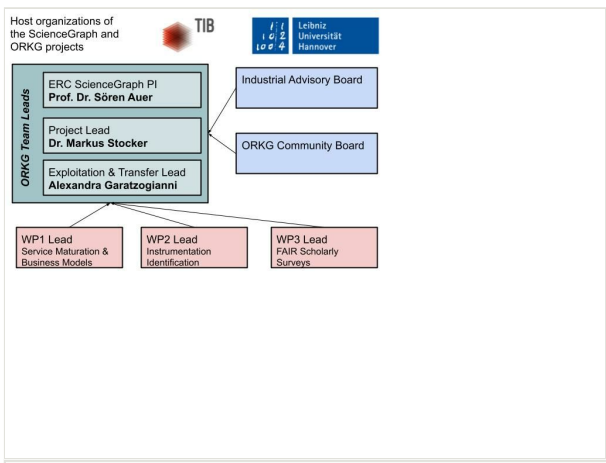 Host organizations of
the ScienceGraph and
ORKG projects
TIB
Leibniz
Universität
Hannover
ORKG Team Leads
ERC ScienceGraph PI
Prof. Dr. Sören Auer
Project Lead
Dr. Markus Stocker
Exploitation & Transfer Lead
Alexandra Garatzogianni
Industrial Advisory Board
ORKG Community Board
WP1 Lead
Service Maturation &
Business Models
WP2 Lead
Instrumentation
Identification
WP3 Lead
FAIR Scholarly
Surveys